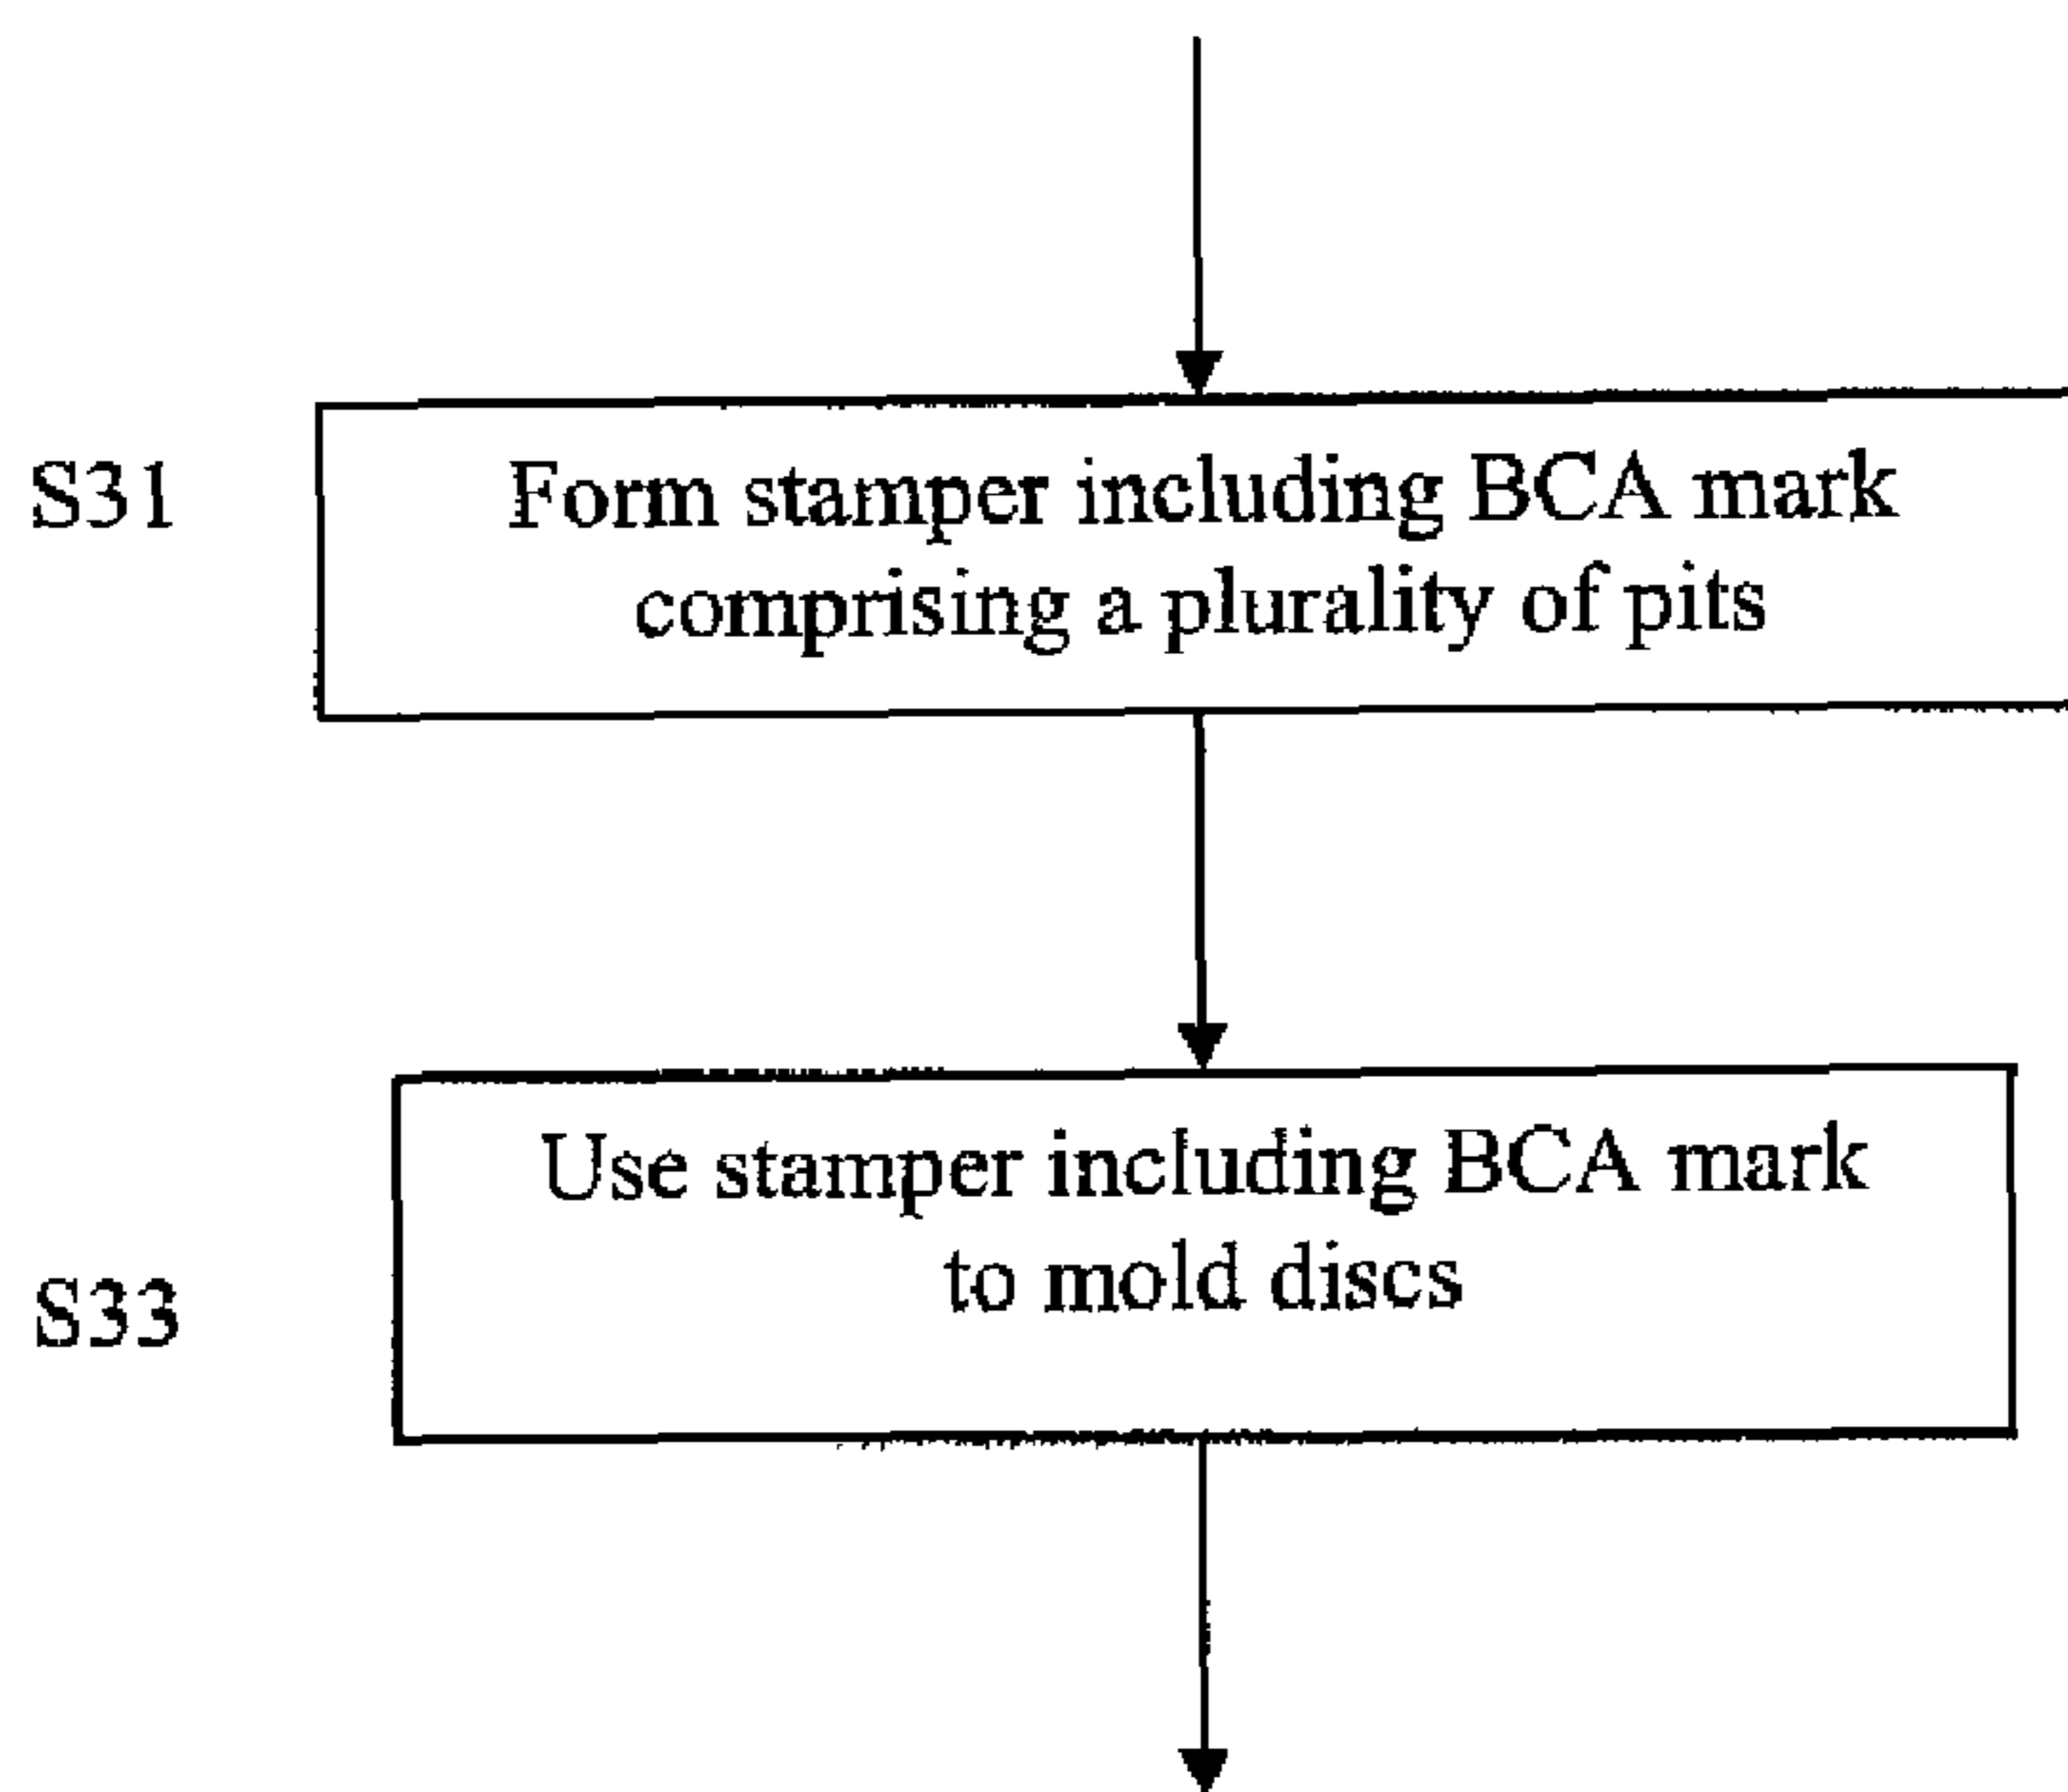 S31
Form stamper including BCA mark
comprising a plurality of pits
Use stamper including BCA mark
to mold discs
S33